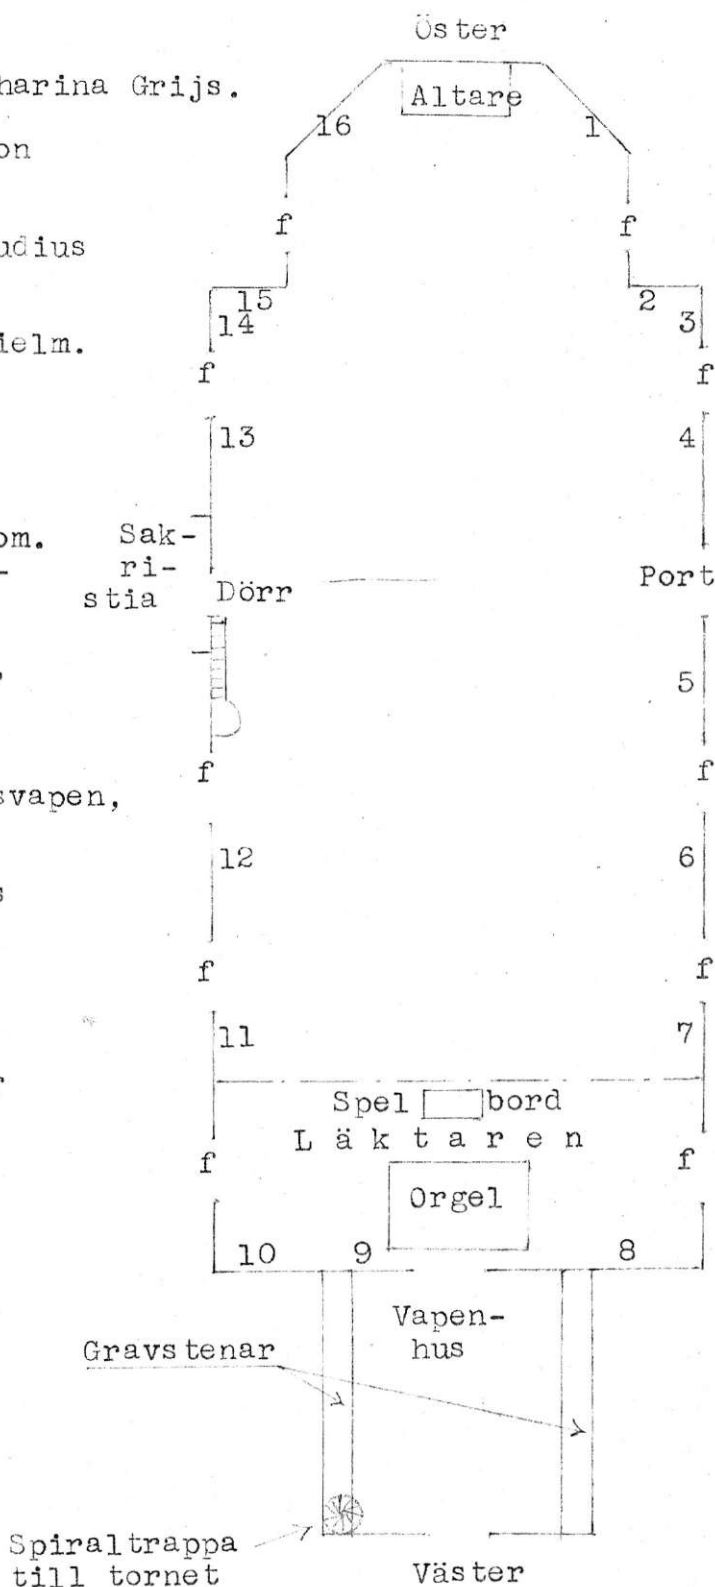 Öster
harina Grijs.
Altare
16
1
on
f
f
udius
15
2
14
3
ielm.
f
f
13
4
om.
Sak-
-
ri-
Port
stia
Dörr
,
5
f
f
svapen,
12
6
s
f
f
11
7
Spel bord
Läktaren
f
f
Orgel
10
9
8
Vapen-
hus
Gravstenar
Spiraltrappa
till tornet
Väster